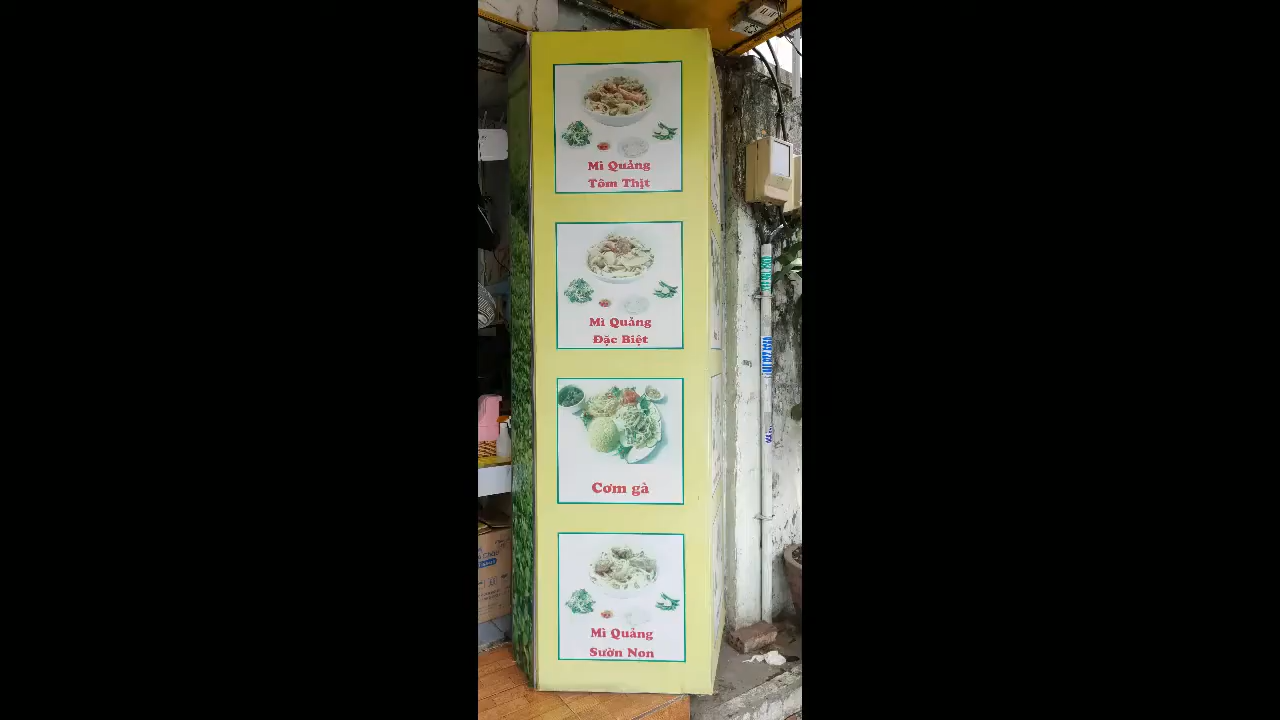 Mì Quảng
Tôm Thịt
Mì Quảng
Đặc Biệt
Cơm gà
Mì Quảng
Sườn Non